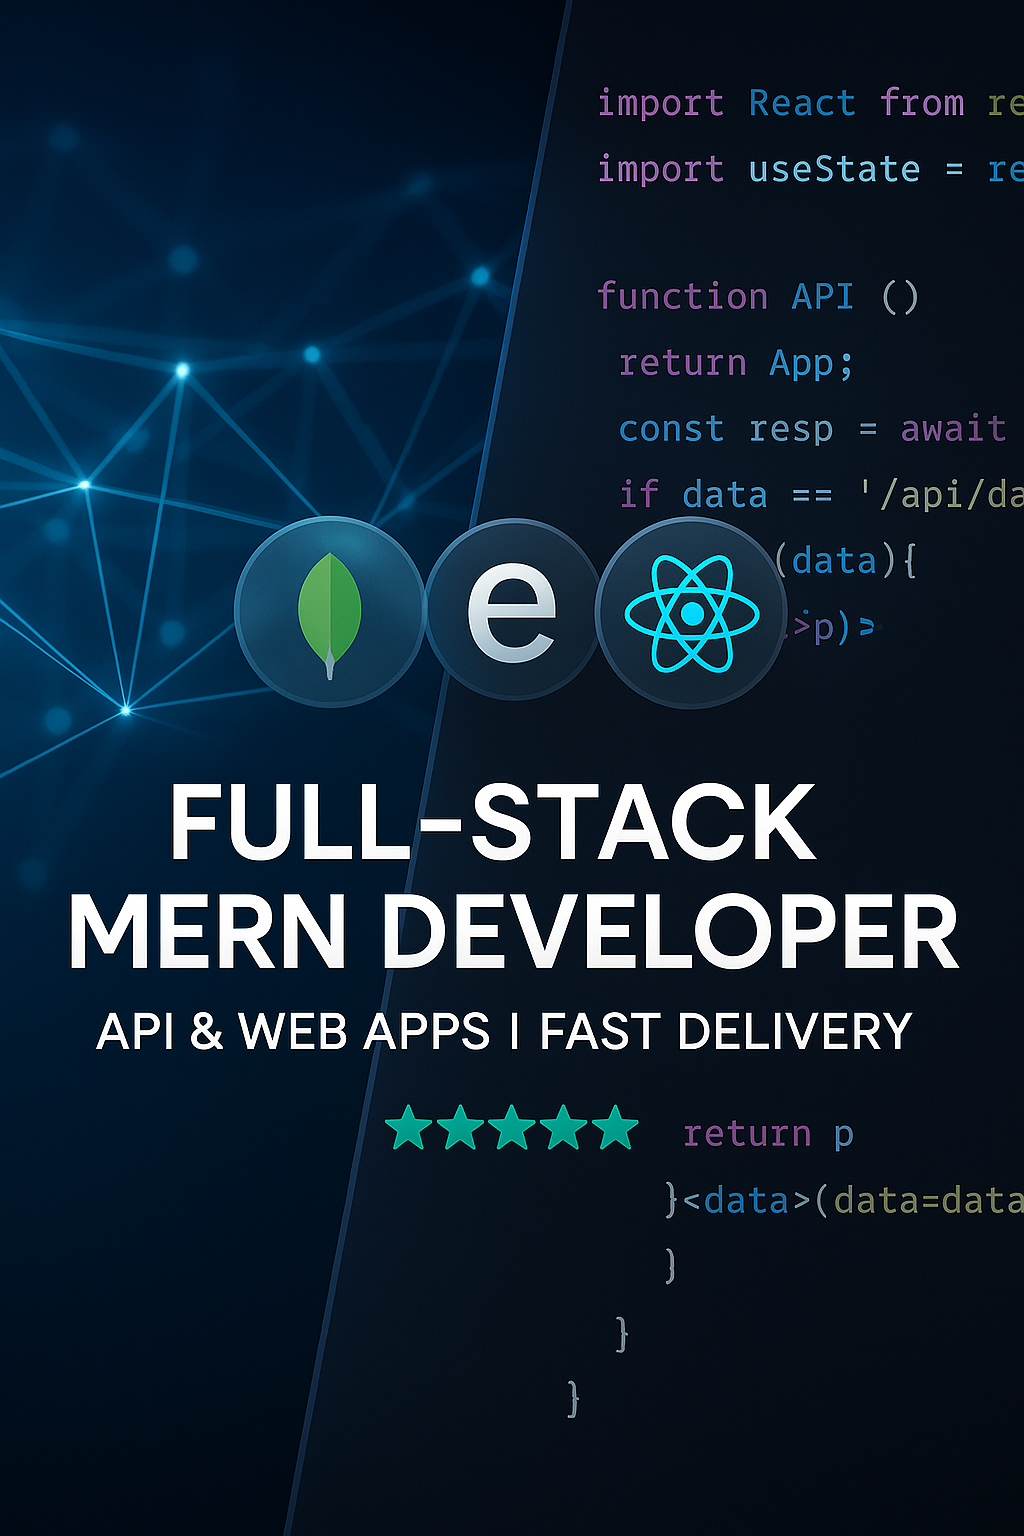 import React from re
import useState = re
function API ()
return App;
const resp = await
if data == '/api/da
(data){
>p)>
e
FULL-STACK
MERN DEVELOPER
API & WEB APPS | FAST DELIVERY
return p
}<data>(data=data
)
}
}